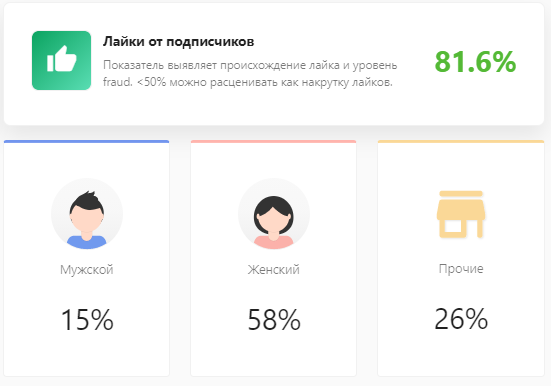 Лайки от подписчиков
Показатель выявляет происхождение лайка и уровень
fraud. <50% можно расценивать как накрутку лайков.
81.6%
Мужской
Женский
Прочие
15%
58%
26%